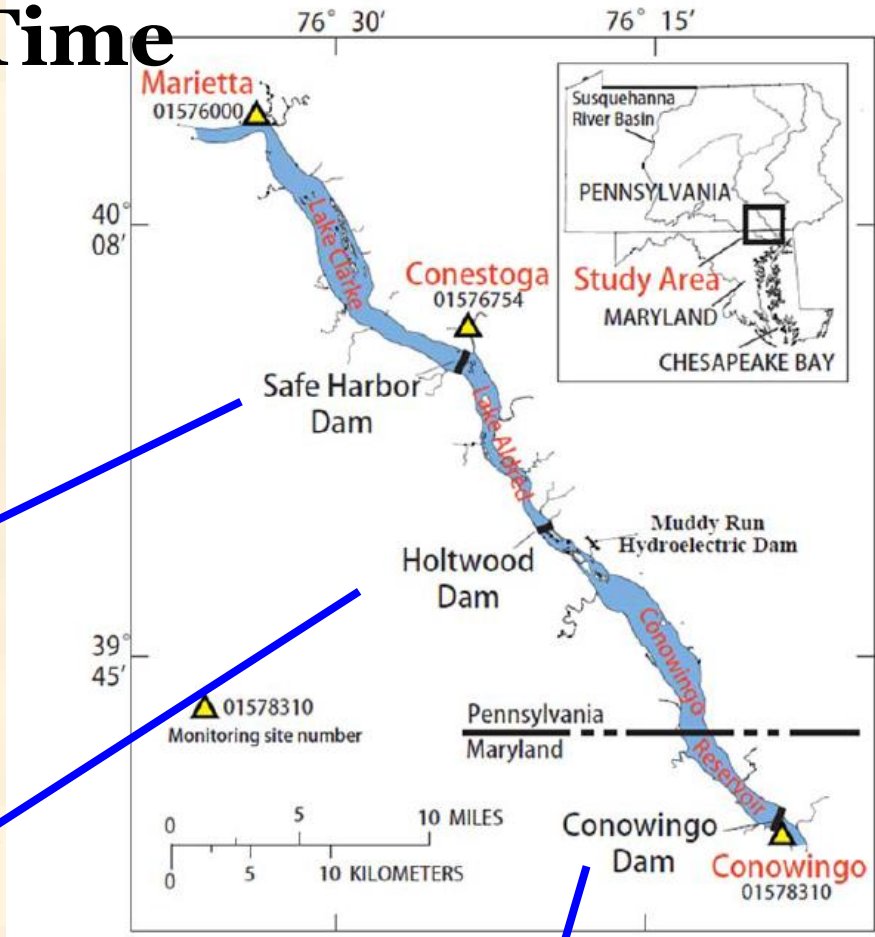 Time
76° 30'
76° 15'
Marietta
01576000
Susquehanna
River Basin
PENNSYLVANIA
40°
08'
Lake Clarke
Conestoga
01576754
Study Area
MARYLAND
CHESAPEAKE BAY
Safe Harbor
Dam
Lake Aldred
Muddy Run
Hydroelectric Dam
Holtwood
Dam
39°
45'
Conowingo
Reservoir
01578310
Monitoring site number
Pennsylvania
Maryland
0 5 10 MILES
0 5 10 KILOMETERS
Conowingo
Dam
Conowingo
01578310